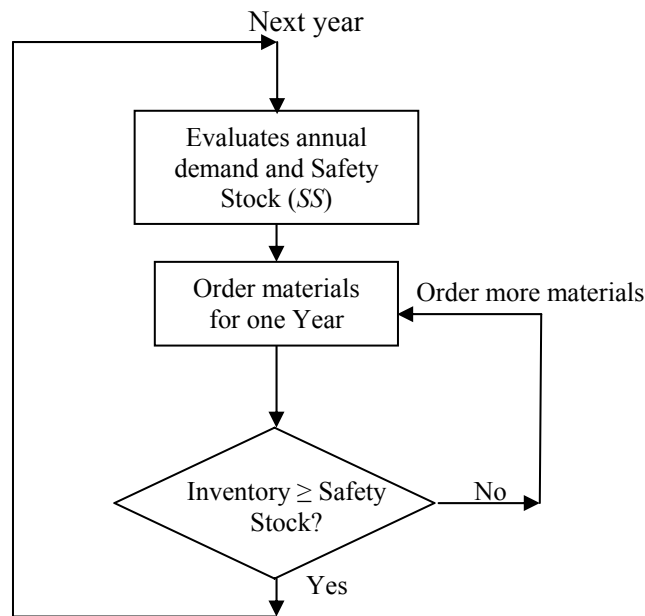 Next year
Evaluates annual
demand and Safety
Stock (SS)
Order materials
for one Year
Order more materials
Inventory ≥ Safety
Stock?
No
Yes